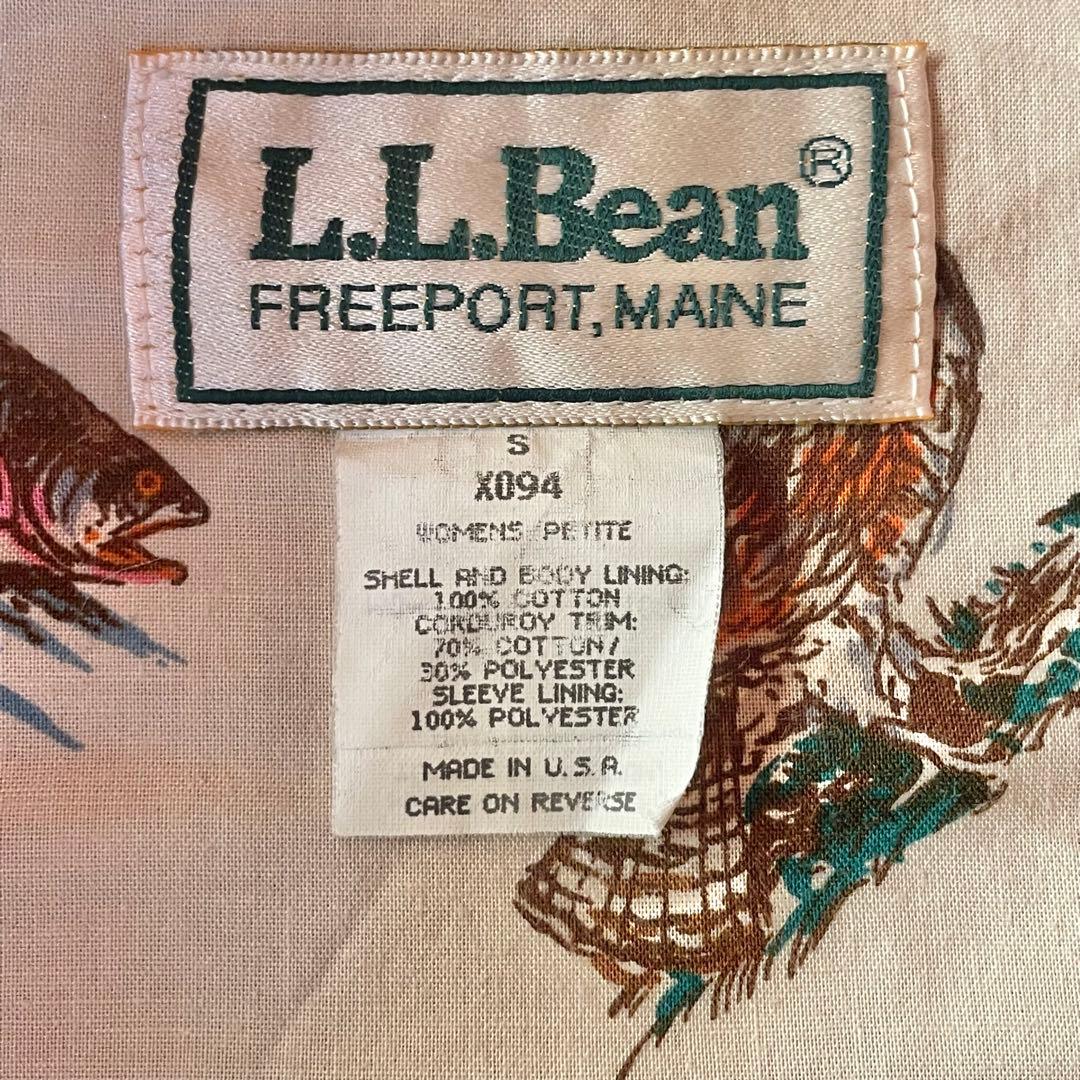 L.L.Bean®
FREEPORT, MAINE
S
X094
WOMENS PETITE
SHELL AND BODY LINING:
100% COTTON
CORDUROY TRIM:
70% COTTON/
30% POLYESTER
SLEEVE LINING:
100% POLYESTER
MADE IN U.S.A.
CARE ON REVERSE